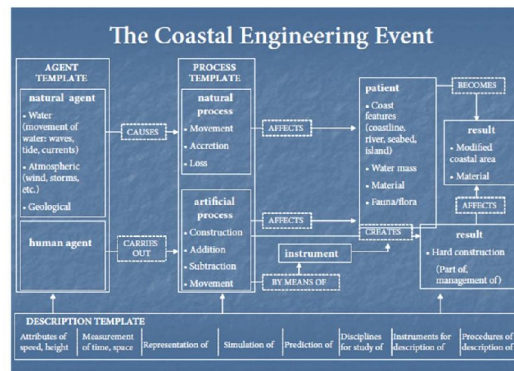 The Coastal Engineering Event
AGENT
TEMPLATE
natural agent
• Water
(movement of
water: waves,
tide, currents)
• Atmospheric
(wind, storms,
etc.)
• Geological
human agent
CAUSES
CARRIES
OUT
PROCESS
TEMPLATE
natural
process
• Movement
• Accretion
• Loss
artificial
process
• Construction
• Addition
• Subtraction
• Movement
AFFECTS
AFFECTS
instrument
BY MEANS OF
patient
• Coast
features
(coastline,
river, seabed,
island)
• Water mass
• Material
• Fauna/flora
CREATES
BECOMES
result
• Modified
coastal area
• Material
AFFECTS
result
• Hard construction
(Part of,
management of)
DESCRIPTION TEMPLATE
Attributes of
speed, height
Measurement
of time, space
Representation of
Simulation of
Prediction of
Disciplines
for study of
Instruments for
description of
Procedures of
description of